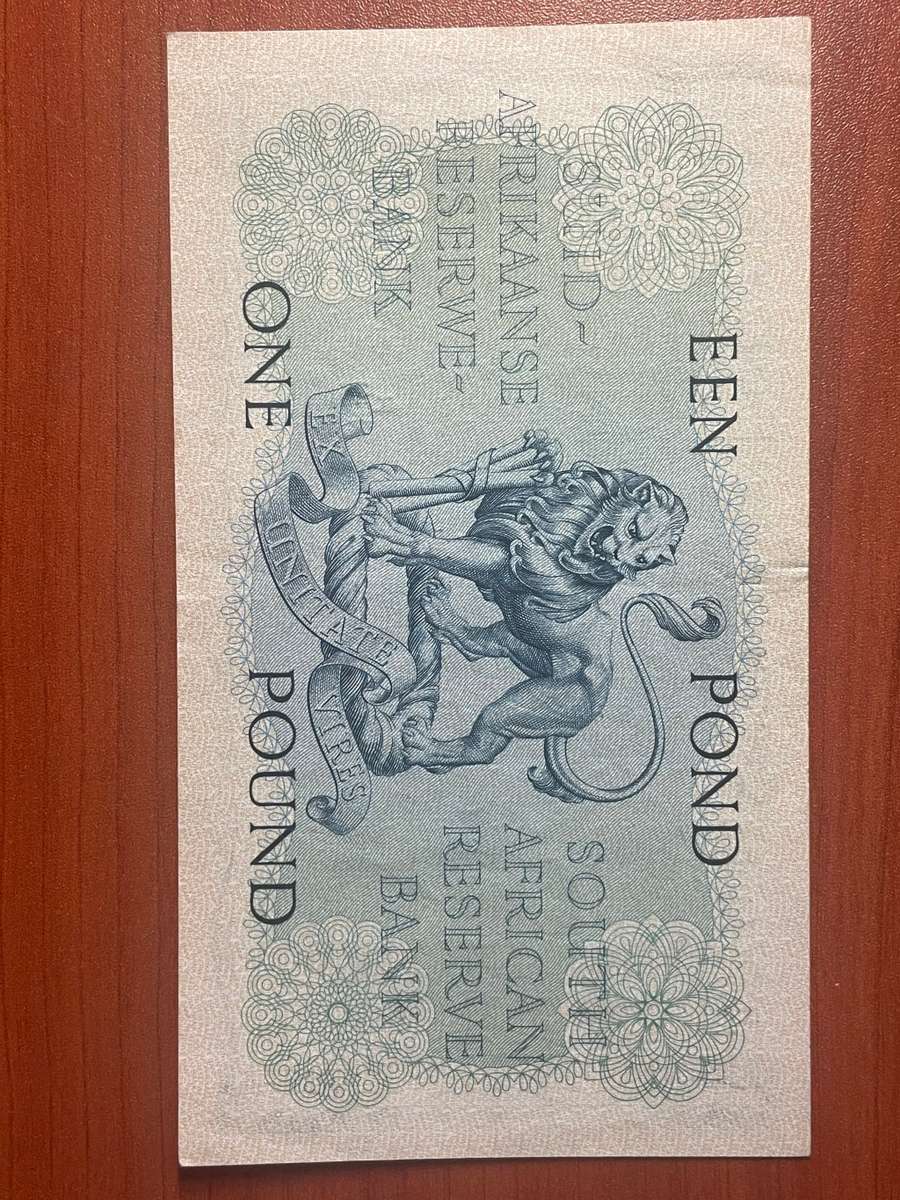 EEN POND
SUID-
AFRIKAANSE
RESERWE-
BANK
SOUTH
AFRICAN
RESERVE
BANK
EX UNITATE VIRES
ONE POUND